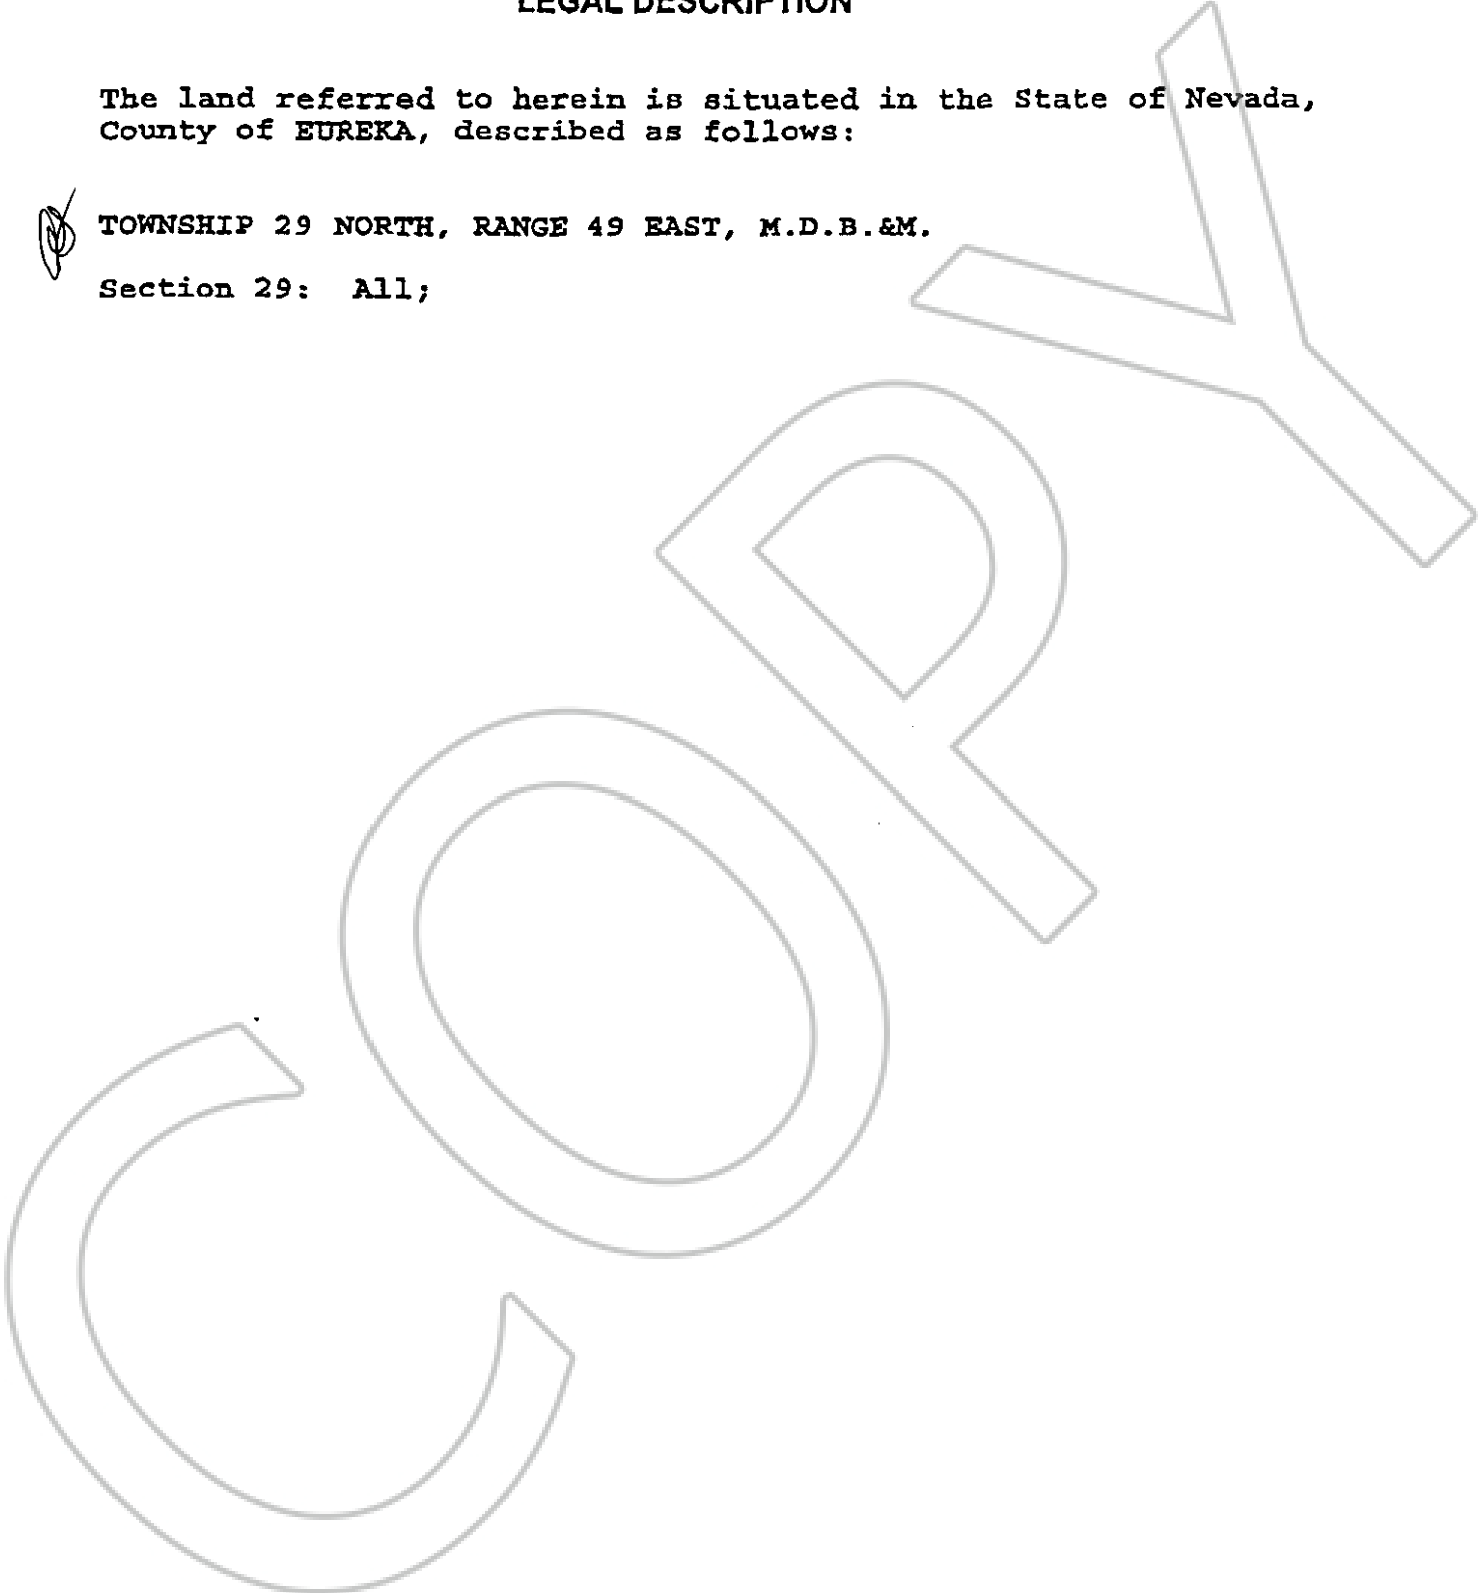 LEGAL DESCRIPTION
The land referred to herein is situated in the State of Nevada,
County of EUREKA, described as follows:
TOWNSHIP 29 NORTH, RANGE 49 EAST, M.D.B.&M.
Section 29: All;
COPY